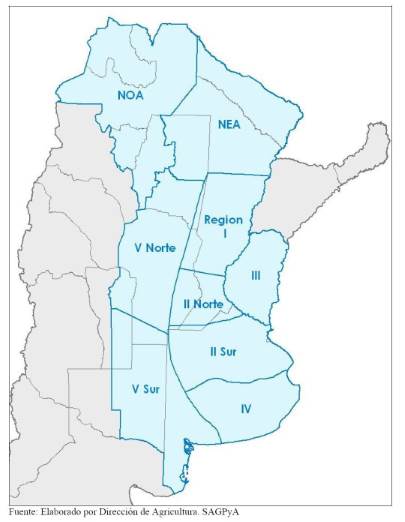 NOA
NEA
Region
I
V Norte
III
II Norte
II Sur
V Sur
IV
Fuente: Elaborado por Dirección de Agricultura. SAGPyA